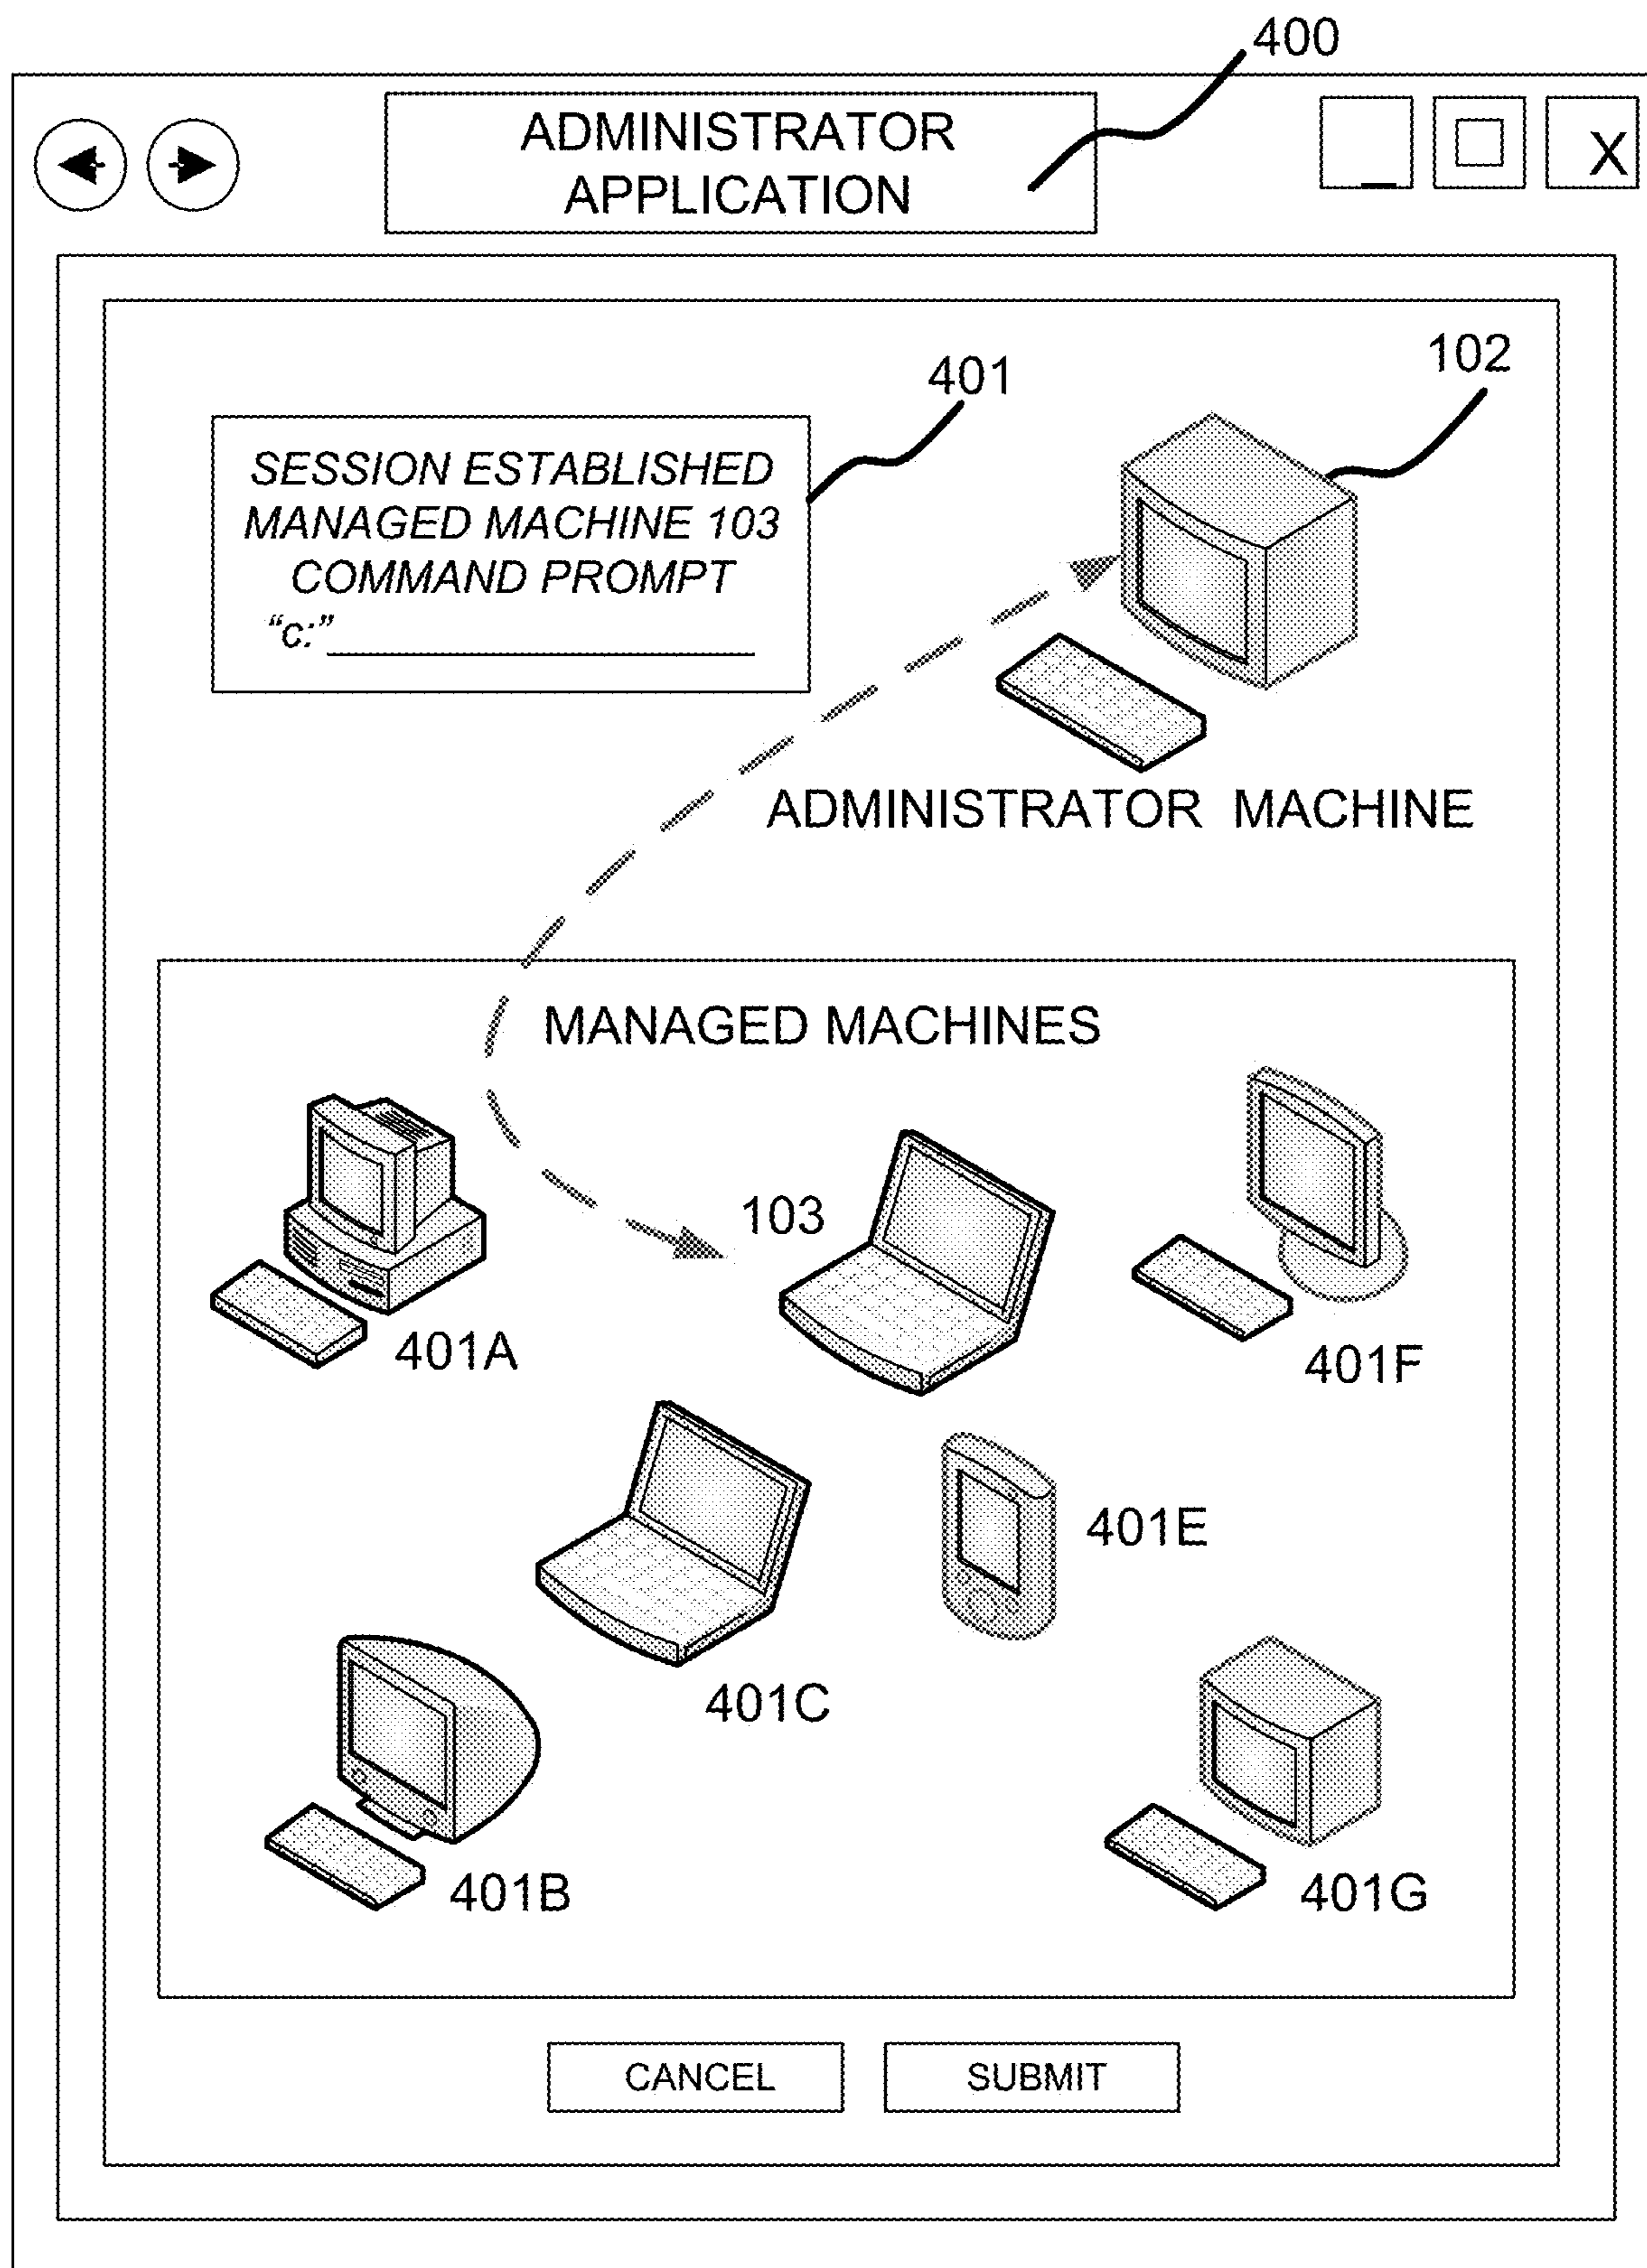 400
ADMINISTRATOR
APPLICATION
_
X
401
102
SESSION ESTABLISHED
MANAGED MACHINE 103
COMMAND PROMPT
“c:”____________________
ADMINISTRATOR MACHINE
MANAGED MACHINES
103
401A
401F
401E
401C
401B
401G
CANCEL
SUBMIT